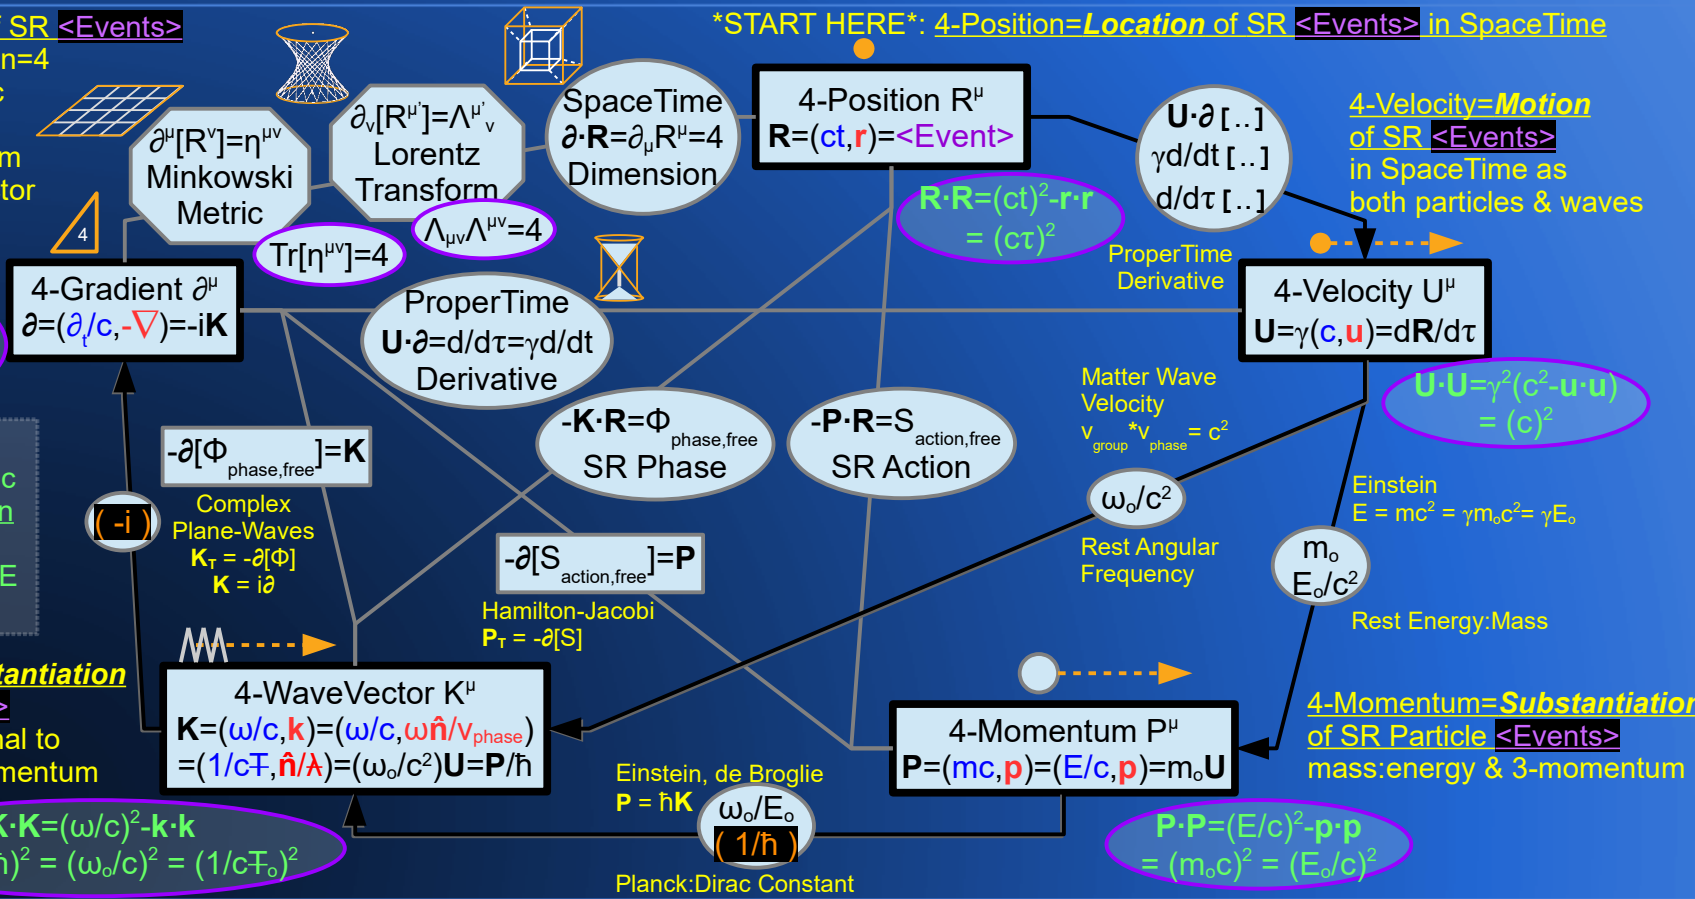 *START HERE*: 4-Position=Location of SR <Events> in SpaceTime
f SR <Events>
n=4
c
m
tor
∂^μ[R^ν]=η^μν
Minkowski
Metric
∂_ν[R^μ']=Λ^μ'_ν
Lorentz
Transform
SpaceTime
∂·R=∂_μR^μ=4
Dimension
4-Position R^μ
R=(ct,r)=<Event>
U·∂[..]
γd/dt[..]
d/dτ[..]
4-Velocity=Motion
of SR <Events>
in SpaceTime as
both particles & waves
R·R=(ct)²-r·r
= (cτ)²
ProperTime
Derivative
4
Tr[η^μν]=4
Λ_μνΛ^μν=4
4-Gradient ∂^μ
∂=(∂_t/c,-∇)=-iK
ProperTime
U·∂=d/dτ=γd/dt
Derivative
4-Velocity U^μ
U=γ(c,u)=dR/dτ
U·U=γ²(c²-u·u)
= (c)²
Matter Wave
Velocity
v_group*v_phase= c²
-∂[Φ_phase,free]=K
-K·R=Φ_phase,free
SR Phase
-P·R=S_action,free
SR Action
Complex
Plane-Waves
K_T = -∂[Φ]
K = i∂
( -i )
c
n
E
ω_o/c²
Rest Angular
Frequency
Einstein
E = mc² = γm_oc²= γE_o
m_o
E_o/c²
Rest Energy:Mass
-∂[S_action,free]=P
Hamilton-Jacobi
P_T = -∂[S]
tantiation
>
nal to
mentum
4-WaveVector K^μ
K=(ω/c,k)=(ω/c,ωn̂/v_phase)
=(1/cŦ,n̂/ƛ)=(ω_o/c²)U=P/ħ
4-Momentum P^μ
P=(mc,p)=(E/c,p)=m_oU
4-Momentum=Substantiation
of SR Particle <Events>
mass:energy & 3-momentum
Einstein, de Broglie
P = ħK
ω_o/E_o
( 1/ħ )
Planck:Dirac Constant
K·K=(ω/c)²-k·k
ħ)² = (ω_o/c)² = (1/cŦ_o)²
P·P=(E/c)²-p·p
= (m_oc)² = (E_o/c)²